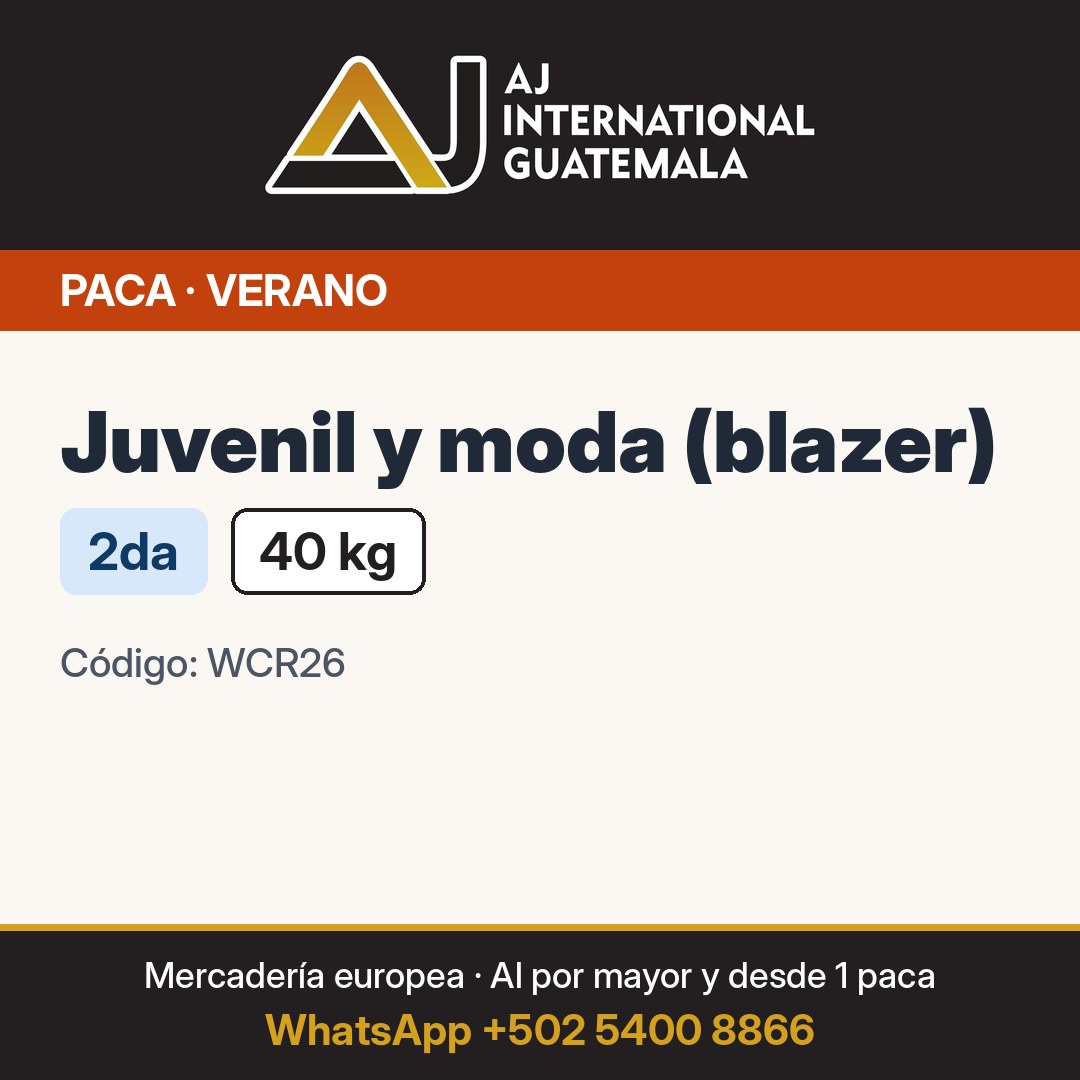 AJ
INTERNATIONAL
GUATEMALA
PACA · VERANO
Juvenil y moda (blazer)
2da
40 kg
Código: WCR26
Mercadería europea · Al por mayor y desde 1 paca
WhatsApp +502 5400 8866